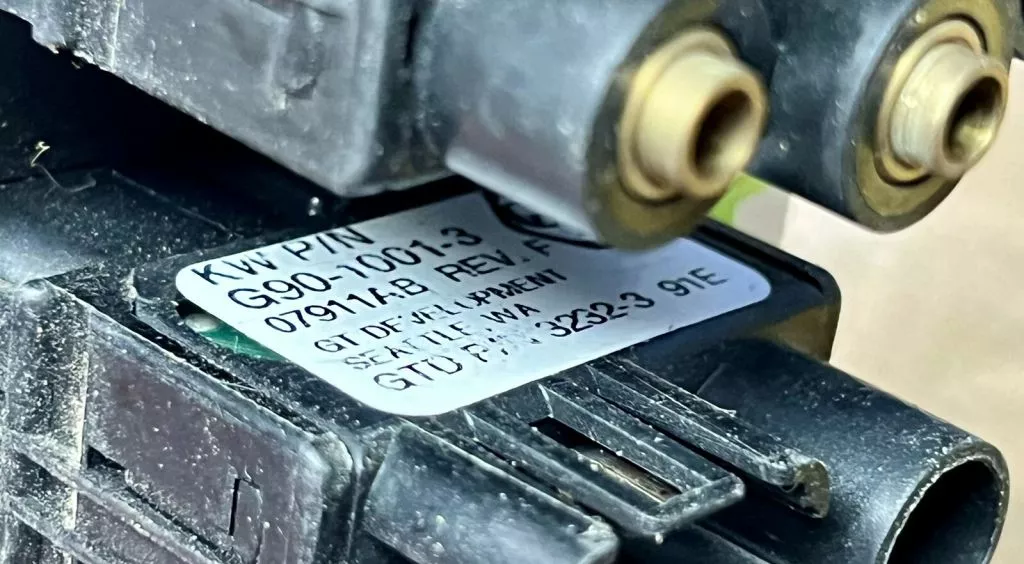 KW P/N
G90-1001-3
07911AB REV. F
GT DEVELOPMENT
SEATTLE, WA
GTD P/N 3232-3 91E